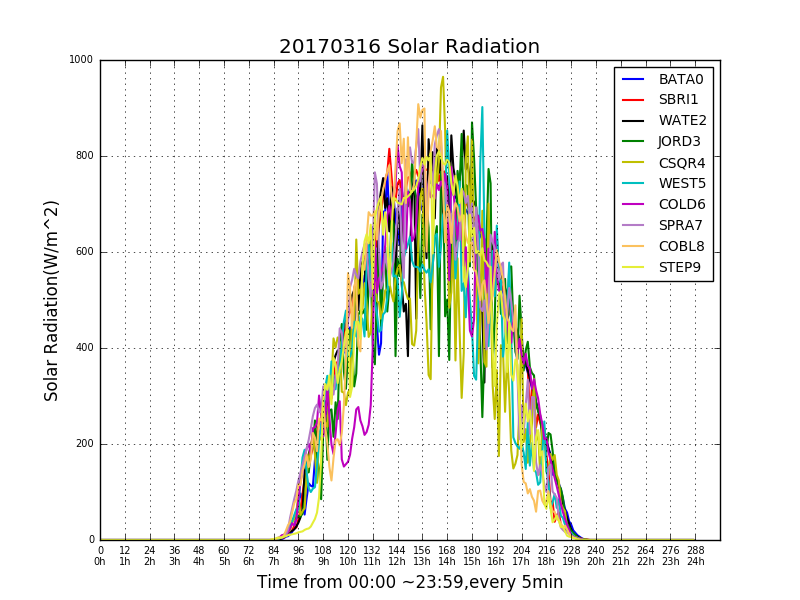 20170316 Solar Radiation
1000
800
600
400
200
0
Solar Radiation(W/m^2)
BATA0
SBRI1
WATE2
JORD3
CSQR4
WEST5
COLD6
SPRA7
COBL8
STEP9
0 12 24 36 48 60 72 84 96 108 120 132 144 156 168 180 192 204 216 228 240 252 264 276 288
0h 1h 2h 3h 4h 5h 6h 7h 8h 9h 10h 11h 12h 13h 14h 15h 16h 17h 18h 19h 20h 21h 22h 23h 24h
Time from 00:00 ~23:59,every 5min